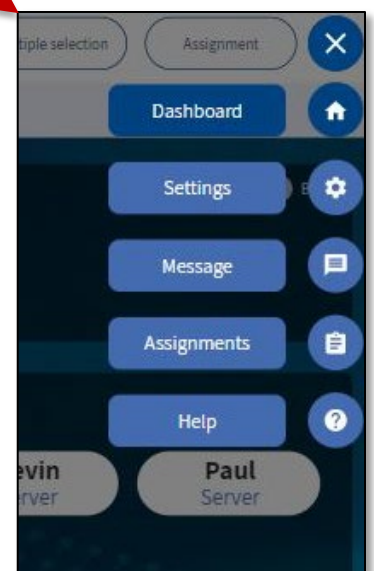 tiple selection
Assignment
Dashboard
Settings
Message
Assignments
Help
evin
Paul
rver
Server